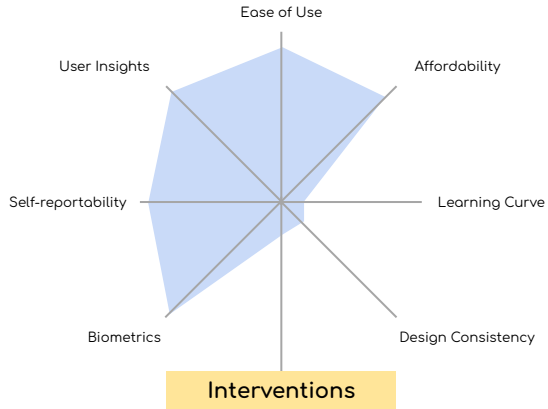 Ease of Use
User Insights
Affordability
Self-reportability
Learning Curve
Biometrics
Design Consistency
Interventions